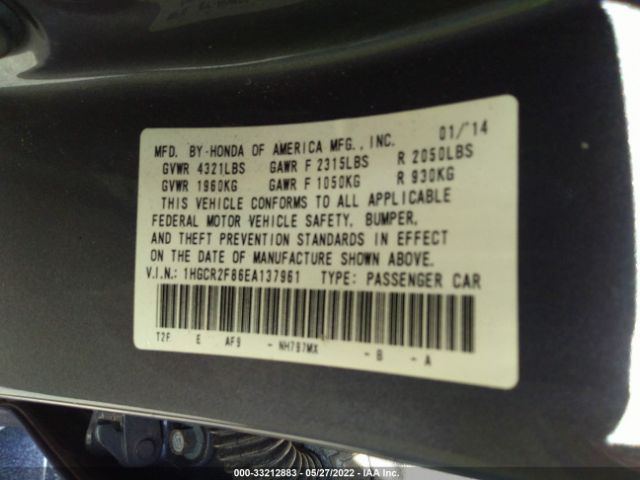 MFD. BY-HONDA OF AMERICA MFG., INC. 01/'14
GVWR 4321LBS GAWR F 2315LBS R 2050LBS
GVWR 1960KG GAWR F 1050KG R 930KG
THIS VEHICLE CONFORMS TO ALL APPLICABLE
FEDERAL MOTOR VEHICLE SAFETY, BUMPER,
AND THEFT PREVENTION STANDARDS IN EFFECT
ON THE DATE OF MANUFACTURE SHOWN ABOVE.
V.I.N.: 1HGCR2F86EA137961 TYPE: PASSENGER CAR
T2F E AF9 - NH797MX - B - A
000-33212883 / 05/27/2022 - IAA Inc.